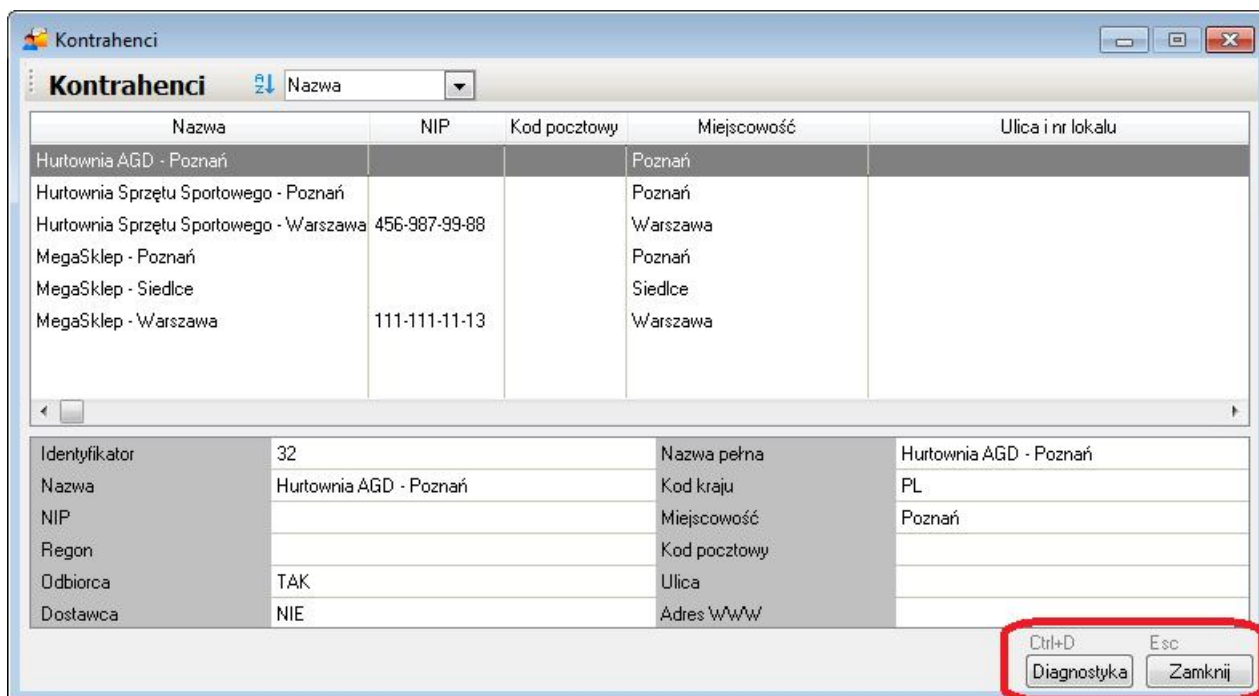 Kontrahenci
Kontrahenci Nazwa
Nazwa NIP Kod pocztowy Miejscowość Ulica i nr lokalu
Hurtownia AGD - Poznań Poznań
Hurtownia Sprzętu Sportowego - Poznań Poznań
Hurtownia Sprzętu Sportowego - Warszawa 456-987-99-88 Warszawa
MegaSklep - Poznań Poznań
MegaSklep - Siedlce Siedlce
MegaSklep - Warszawa 111-111-11-13 Warszawa
Identyfikator 32 Nazwa pełna Hurtownia AGD - Poznań
Nazwa Hurtownia AGD - Poznań Kod kraju PL
NIP Miejscowość Poznań
Regon Kod pocztowy
Odbiorca TAK Ulica
Dostawca NIE Adres WWW
Ctrl+D Esc
Diagnostyka Zamknij